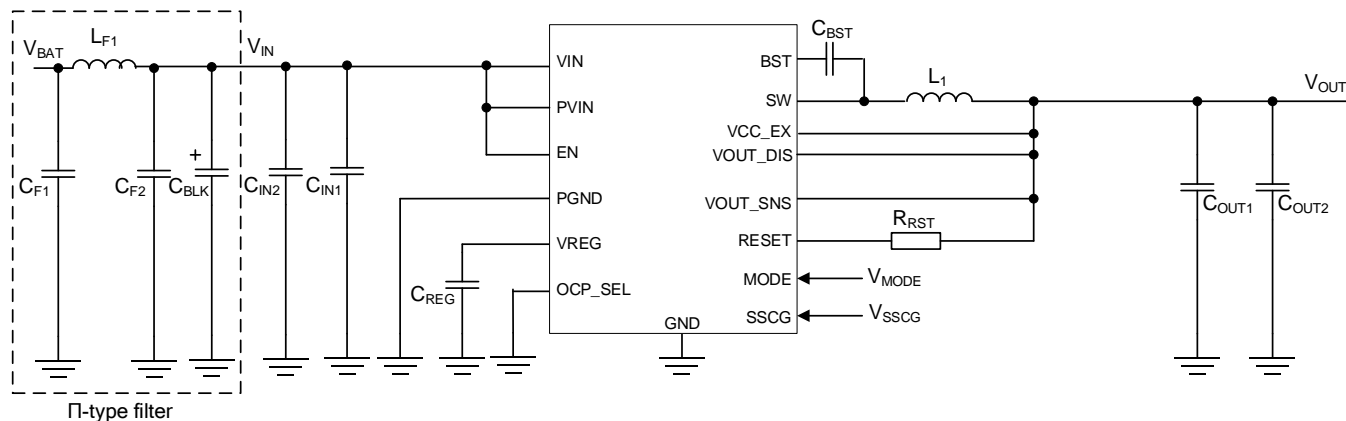 V_BAT
L_F1
V_IN
C_F1
C_F2
+
C_BLK
C_IN2
C_IN1
Π-type filter
VIN
PVIN
EN
PGND
VREG
OCP_SEL
C_REG
GND
BST
SW
VCC_EX
VOUT_DIS
VOUT_SNS
RESET
MODE
SSCG
C_BST
L_1
R_RST
V_MODE
V_SSCG
V_OUT
C_OUT1
C_OUT2